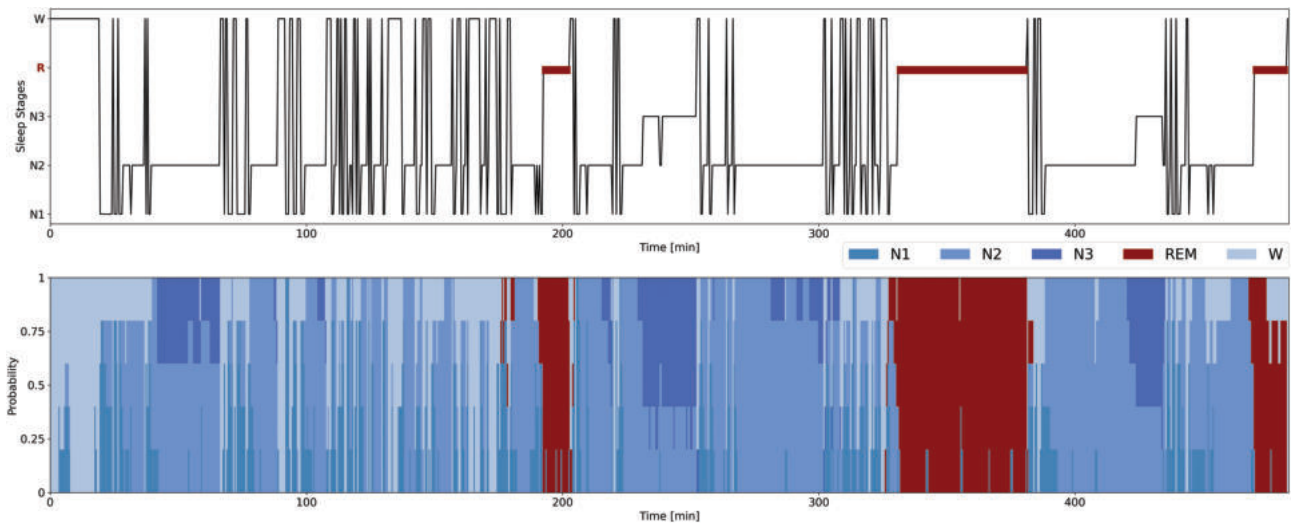 W
R
N3
N2
N1
Sleep Stages
0 100 200 300 400
Time [min]
N1 N2 N3 REM W
1
0.75
0.5
0.25
0
Probability
0 100 200 300 400
Time [min]